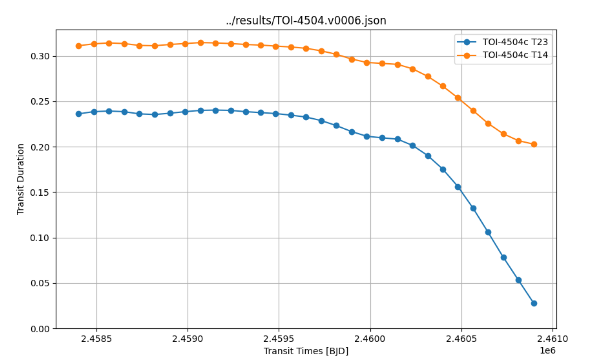 ../results/TOI-4504.v0006.json
TOI-4504c T23
TOI-4504c T14
Transit Duration
0.30
0.25
0.20
0.15
0.10
0.05
0.00
2.4585 2.4590 2.4595 2.4600 2.4605 2.4610
1e6
Transit Times [BJD]